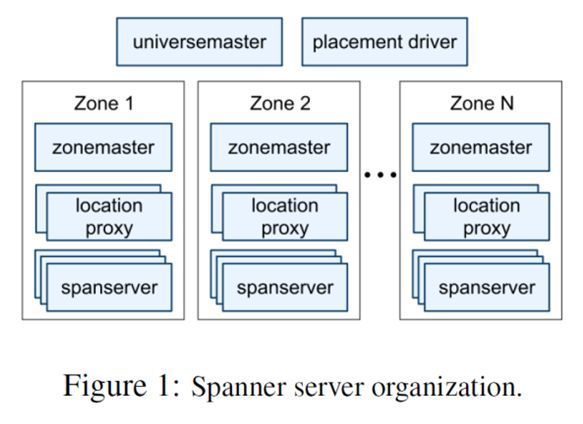 universemaster placement driver
Zone 1 Zone 2 Zone N
zonemaster zonemaster zonemaster
...
location location location
proxy proxy proxy
spanserver spanserver spanserver
Figure 1: Spanner server organization.